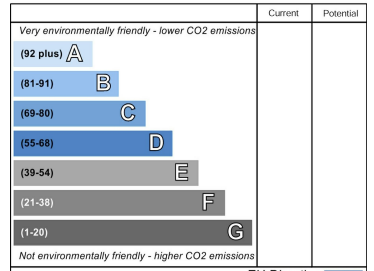 Current Potential
Very environmentally friendly - lower CO2 emissions
(92 plus) A
(81-91) B
(69-80) C
(55-68) D
(39-54) E
(21-38) F
(1-20) G
Not environmentally friendly - higher CO2 emissions